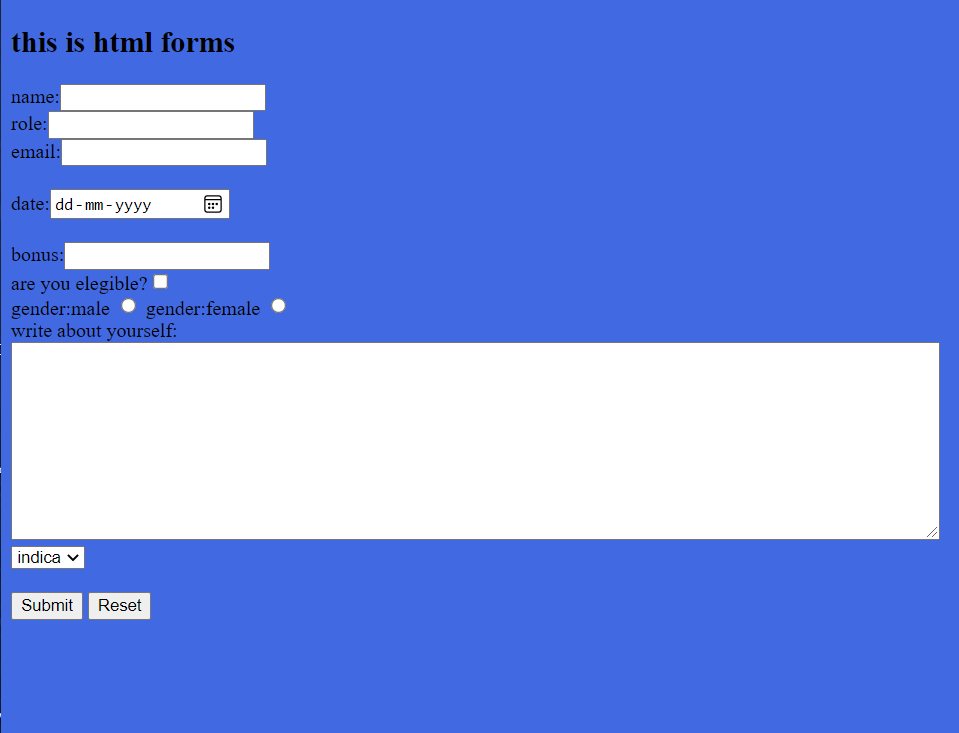 this is html forms
name:
role:
email:
date: dd-mm-yyyy
bonus:
are you elegible?
gender:male gender:female
write about yourself:
indica
Submit Reset